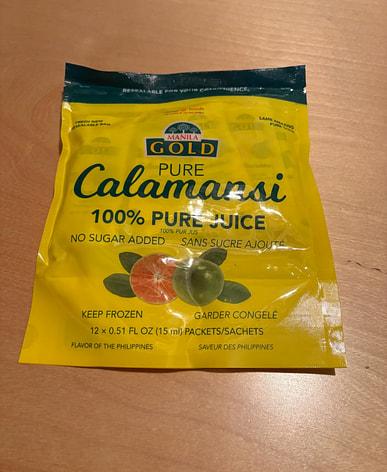 RESEALABLE FOR YOUR CONVENIENCE.
MANILA
GOLD
PURE
Calamansi
100% PURE JUICE
100% PUR JUS
NO SUGAR ADDED SANS SUCRE AJOUTÉ
KEEP FROZEN GARDER CONGELÉ
12 x 0.51 FL OZ (15 ml) PACKETS/SACHETS
FLAVOR OF THE PHILIPPINES SAVEUR DES PHILIPPINES